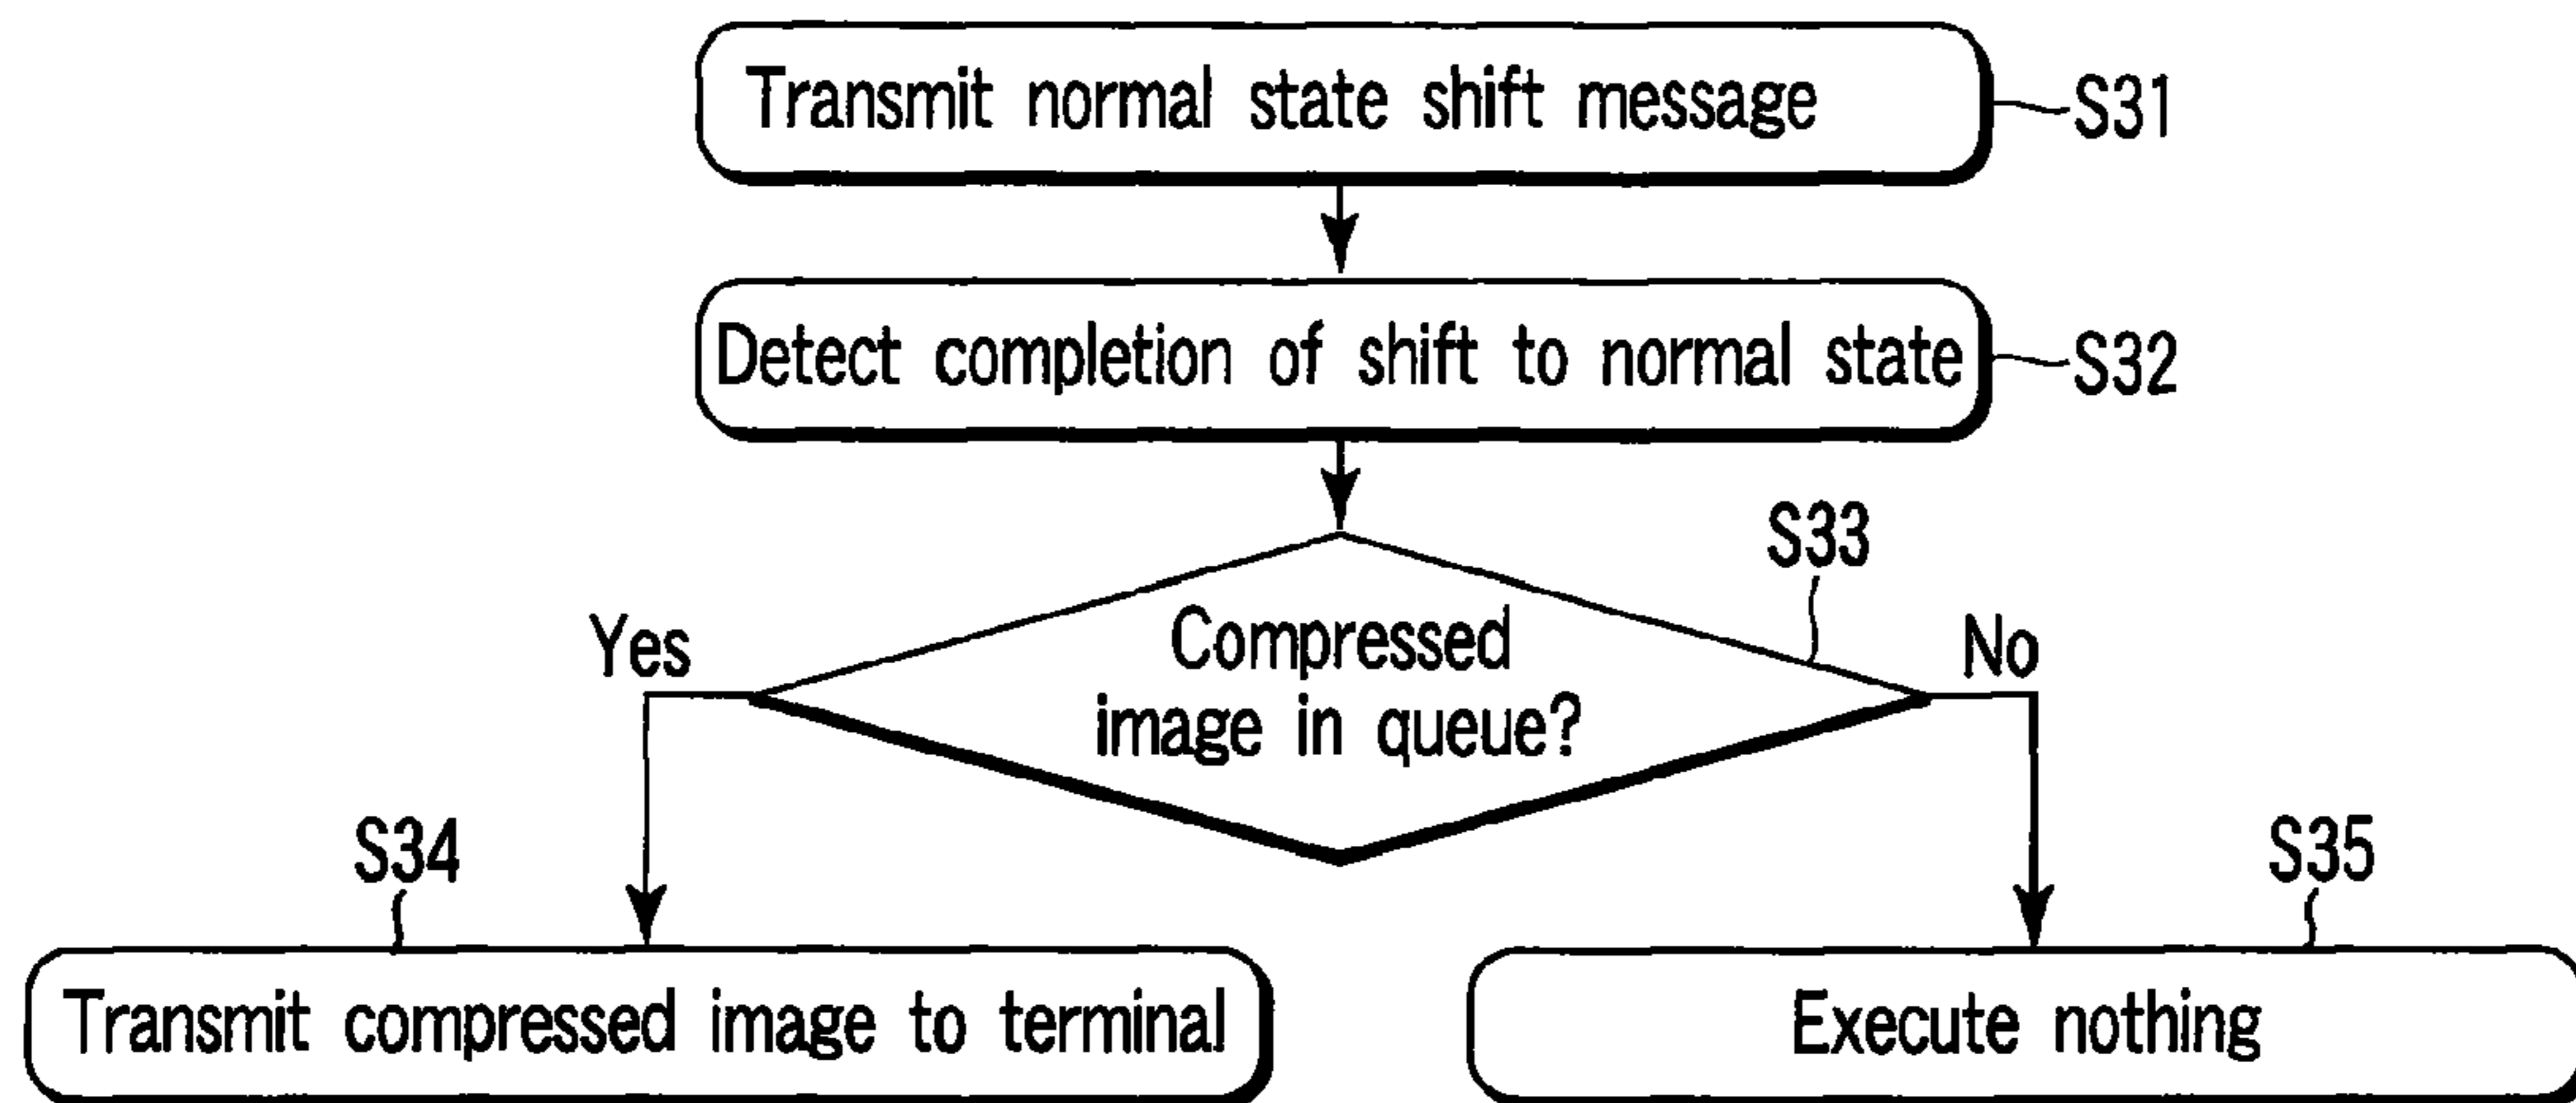 Transmit normal state shift message
S31
Detect completion of shift to normal state
S32
S33
Yes
Compressed
image in queue?
No
S34
S35
Transmit compressed image to terminal
Execute nothing